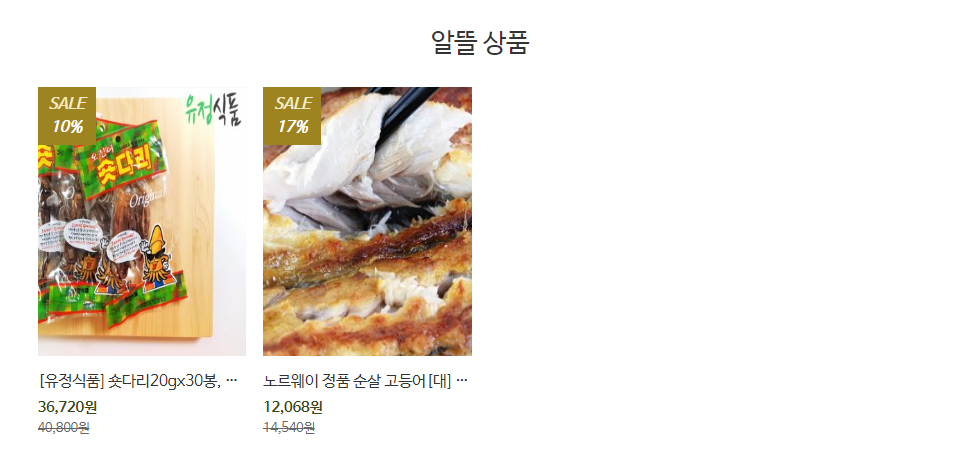 알뜰 상품
SALE
10%
유정식품
오징어
숏다리
Original
SALE
17%
[유정식품] 숏다리20gx30봉, ...
36,720원
40,800원
노르웨이 정품 순살 고등어[대] ...
12,068원
14,540원